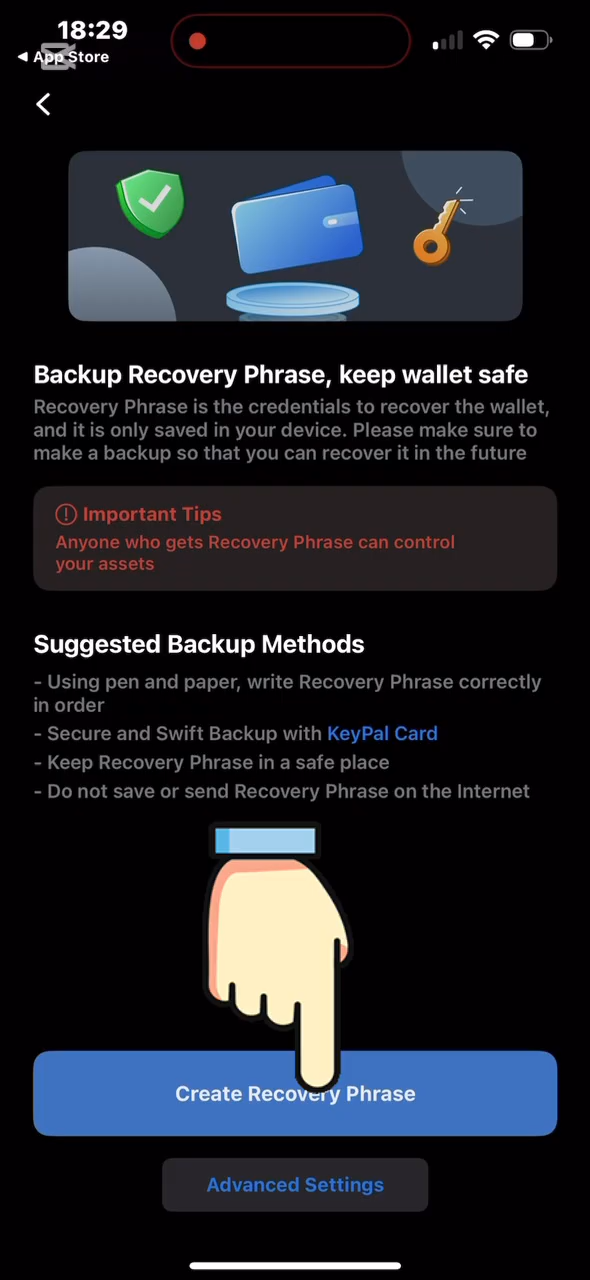 18:29
App Store
Backup Recovery Phrase, keep wallet safe
Recovery Phrase is the credentials to recover the wallet,
and it is only saved in your device. Please make sure to
make a backup so that you can recover it in the future
Important Tips
Anyone who gets Recovery Phrase can control
your assets
Suggested Backup Methods
- Using pen and paper, write Recovery Phrase correctly
in order
- Secure and Swift Backup with KeyPal Card
- Keep Recovery Phrase in a safe place
- Do not save or send Recovery Phrase on the Internet
Create Recovery Phrase
Advanced Settings